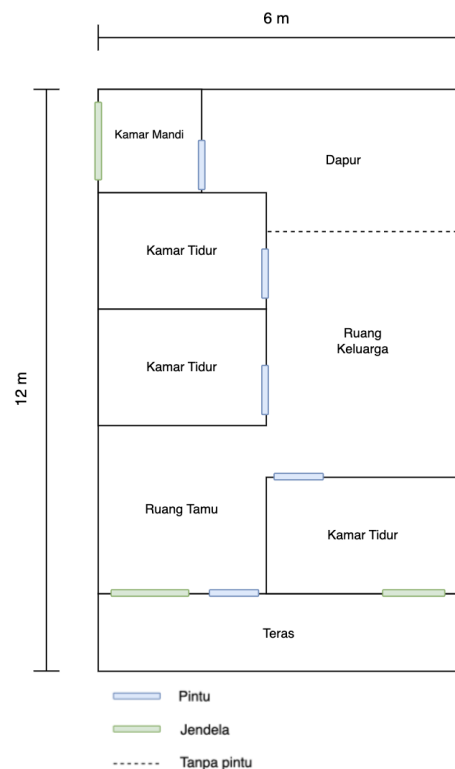 6 m
Kamar Mandi
Dapur
Kamar Tidur
Ruang
Keluarga
Kamar Tidur
12 m
Ruang Tamu
Kamar Tidur
Teras
Pintu
Jendela
Tanpa pintu